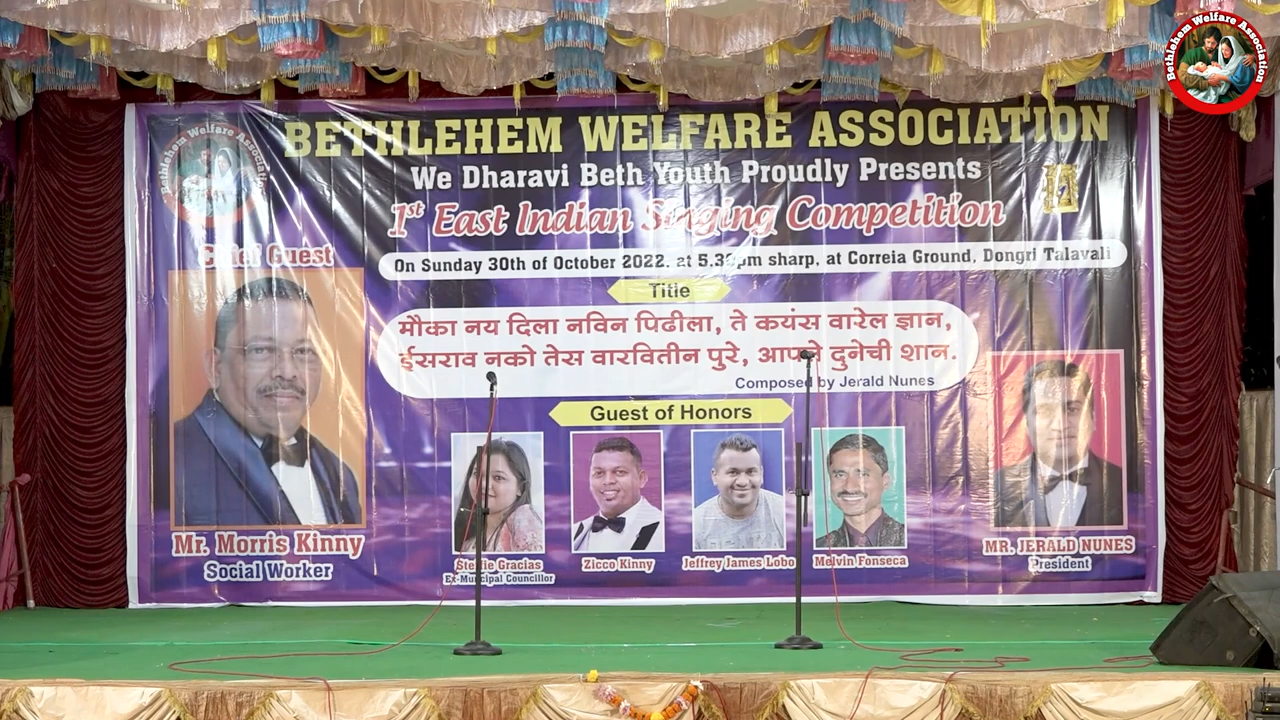 Bethlehem Welfare Association
Bethlehem Welfare Association
BETHLEHEM WELFARE ASSOCIATION
We Dharavi Beth Youth Proudly Presents
1st East Indian Singing Competition
On Sunday 30th of October 2022, at 5.30pm sharp, at Correia Ground, Dongri Talavali
Chief Guest
Title
मौका नय दिला नविन पिढीला, ते कयंस वारेल ज्ञान,
ईसराव नको तेस वारवितीन पुरे, आपले दुनेची शान.
Composed by Jerald Nunes
Guest of Honors
Mr. Morris Kinny
Social Worker
Gracias
Ex-Municipal Councillor
Zicco Kinny
Jeffrey James Lobo
Melvin Fonseca
MR. JERALD NUNES
President